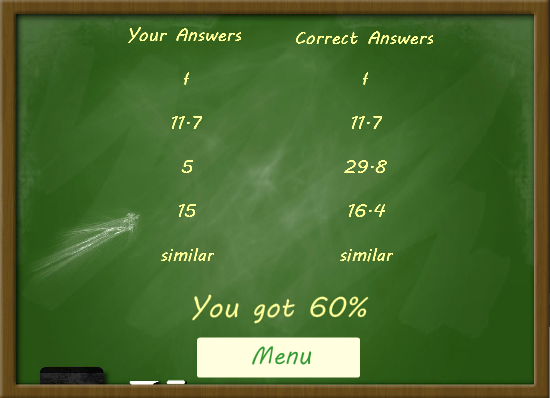 Your Answers Correct Answers
f f
11.7 11.7
5 29.8
15 16.4
similar similar
You got 60%
Menu